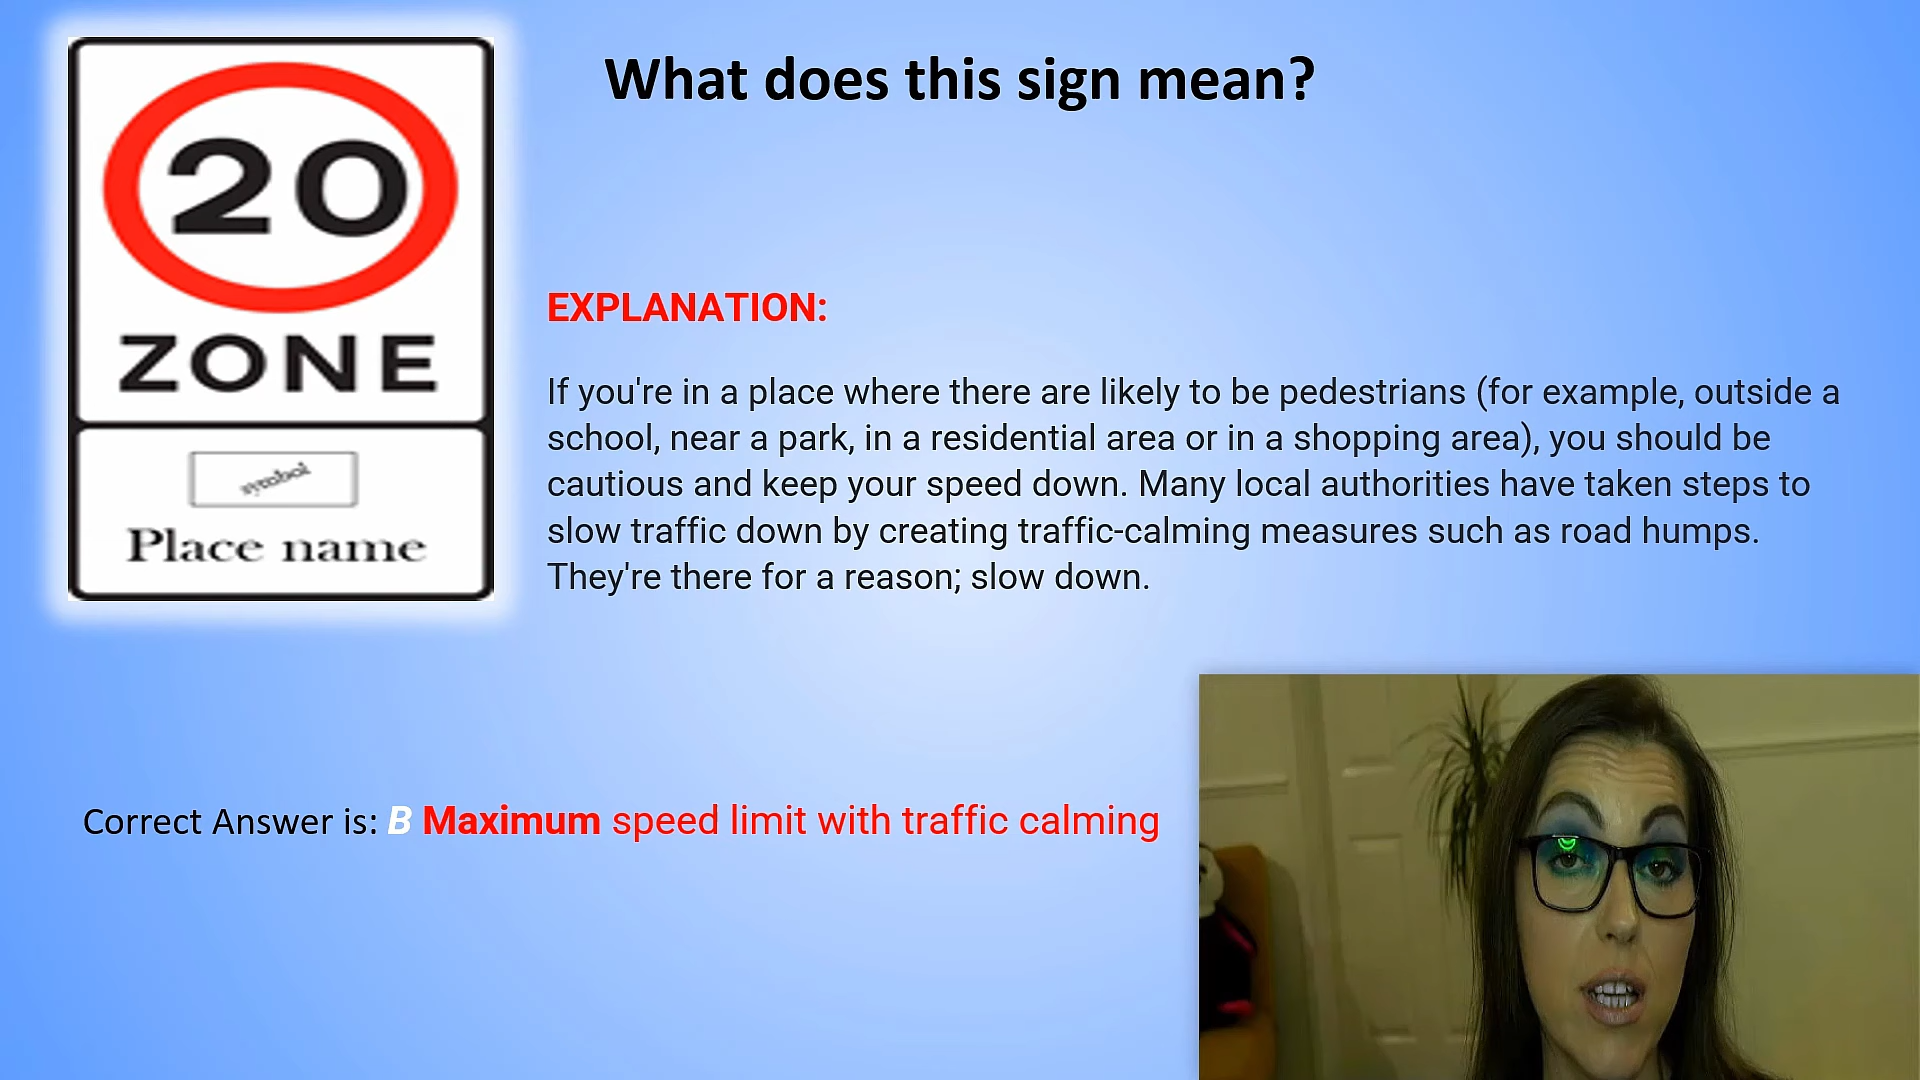 What does this sign mean?
20
ZONE
symbol
Place name
EXPLANATION:
If you're in a place where there are likely to be pedestrians (for example, outside a
school, near a park, in a residential area or in a shopping area), you should be
cautious and keep your speed down. Many local authorities have taken steps to
slow traffic down by creating traffic-calming measures such as road humps.
They're there for a reason; slow down.
Correct Answer is: B Maximum speed limit with traffic calming